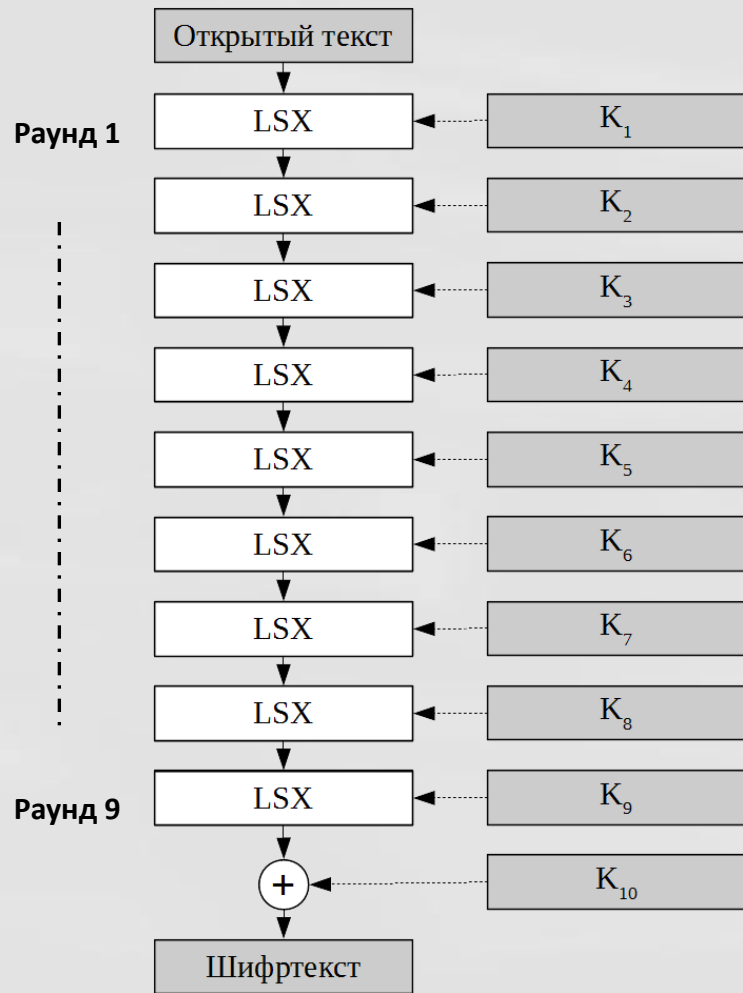 Открытый текст
Раунд 1 LSX K₁
LSX K₂
LSX K₃
LSX K₄
LSX K₅
LSX K₆
LSX K₇
LSX K₈
Раунд 9 LSX K₉
+ K₁₀
Шифртекст